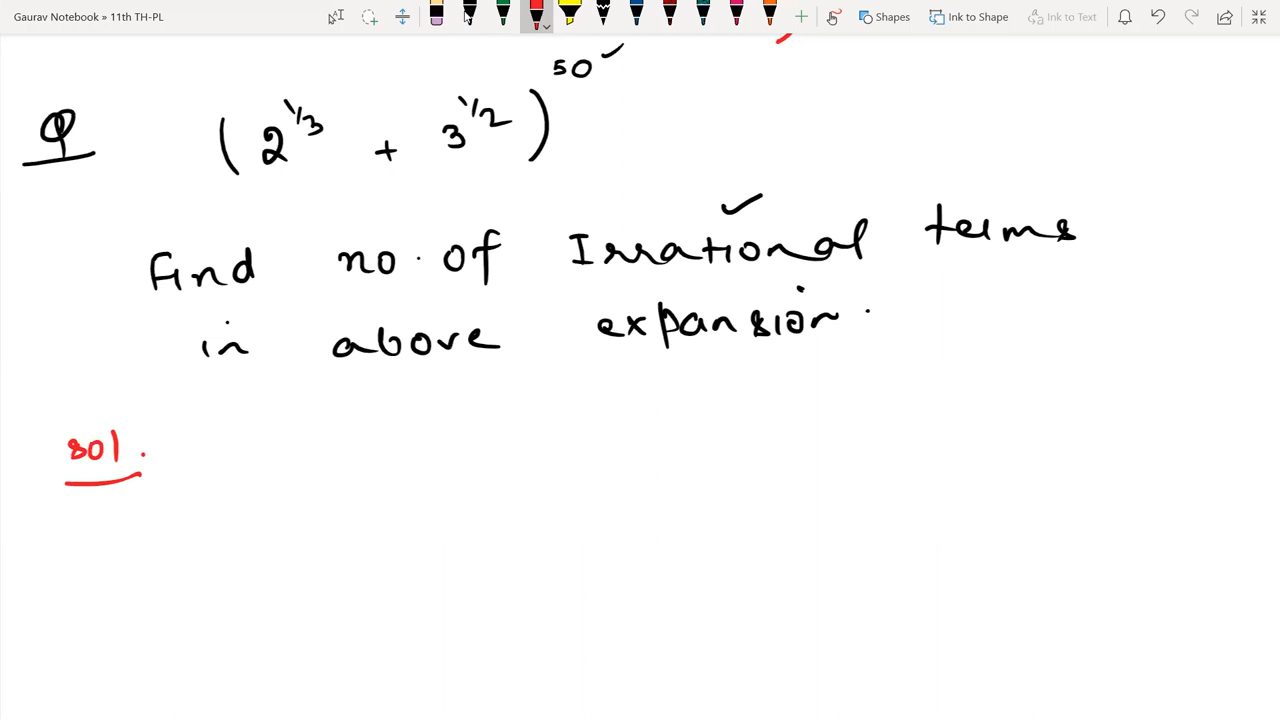 Gaurav Notebook » 11th TH-PL
Shapes Ink to Shape Ink to Text
Q (2^1/3 + 3^1/2)^50 ✓
Find no. of Irrational terms
in above expansion.
sol.